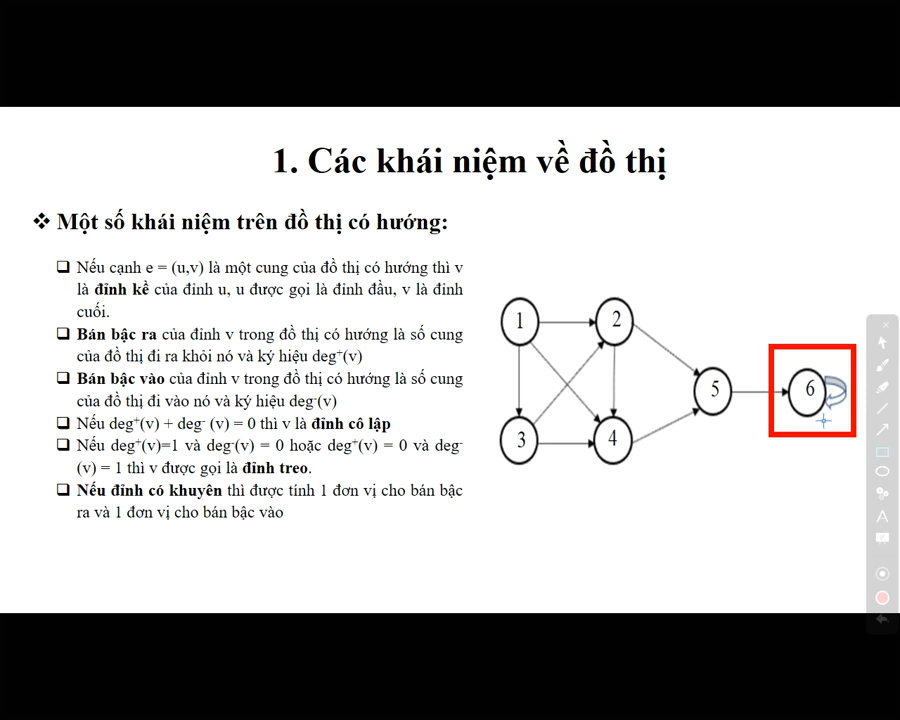 1. Các khái niệm về đồ thị
❖ Một số khái niệm trên đồ thị có hướng:
❑ Nếu cạnh e = (u,v) là một cung của đồ thị có hướng thì v
là đỉnh kề của đỉnh u, u được gọi là đỉnh đầu, v là đỉnh
cuối.
❑ Bán bậc ra của đỉnh v trong đồ thị có hướng là số cung
của đồ thị đi ra khỏi nó và ký hiệu deg⁺(v)
❑ Bán bậc vào của đỉnh v trong đồ thị có hướng là số cung
của đồ thị đi vào nó và ký hiệu deg⁻(v)
❑ Nếu deg⁺(v) + deg⁻ (v) = 0 thì v là đỉnh cô lập
❑ Nếu deg⁺(v)=1 và deg⁻(v) = 0 hoặc deg⁺(v) = 0 và deg⁻
(v) = 1 thì v được gọi là đỉnh treo.
❑ Nếu đỉnh có khuyên thì được tính 1 đơn vị cho bán bậc
ra và 1 đơn vị cho bán bậc vào
1
2
5
6
3
4
A